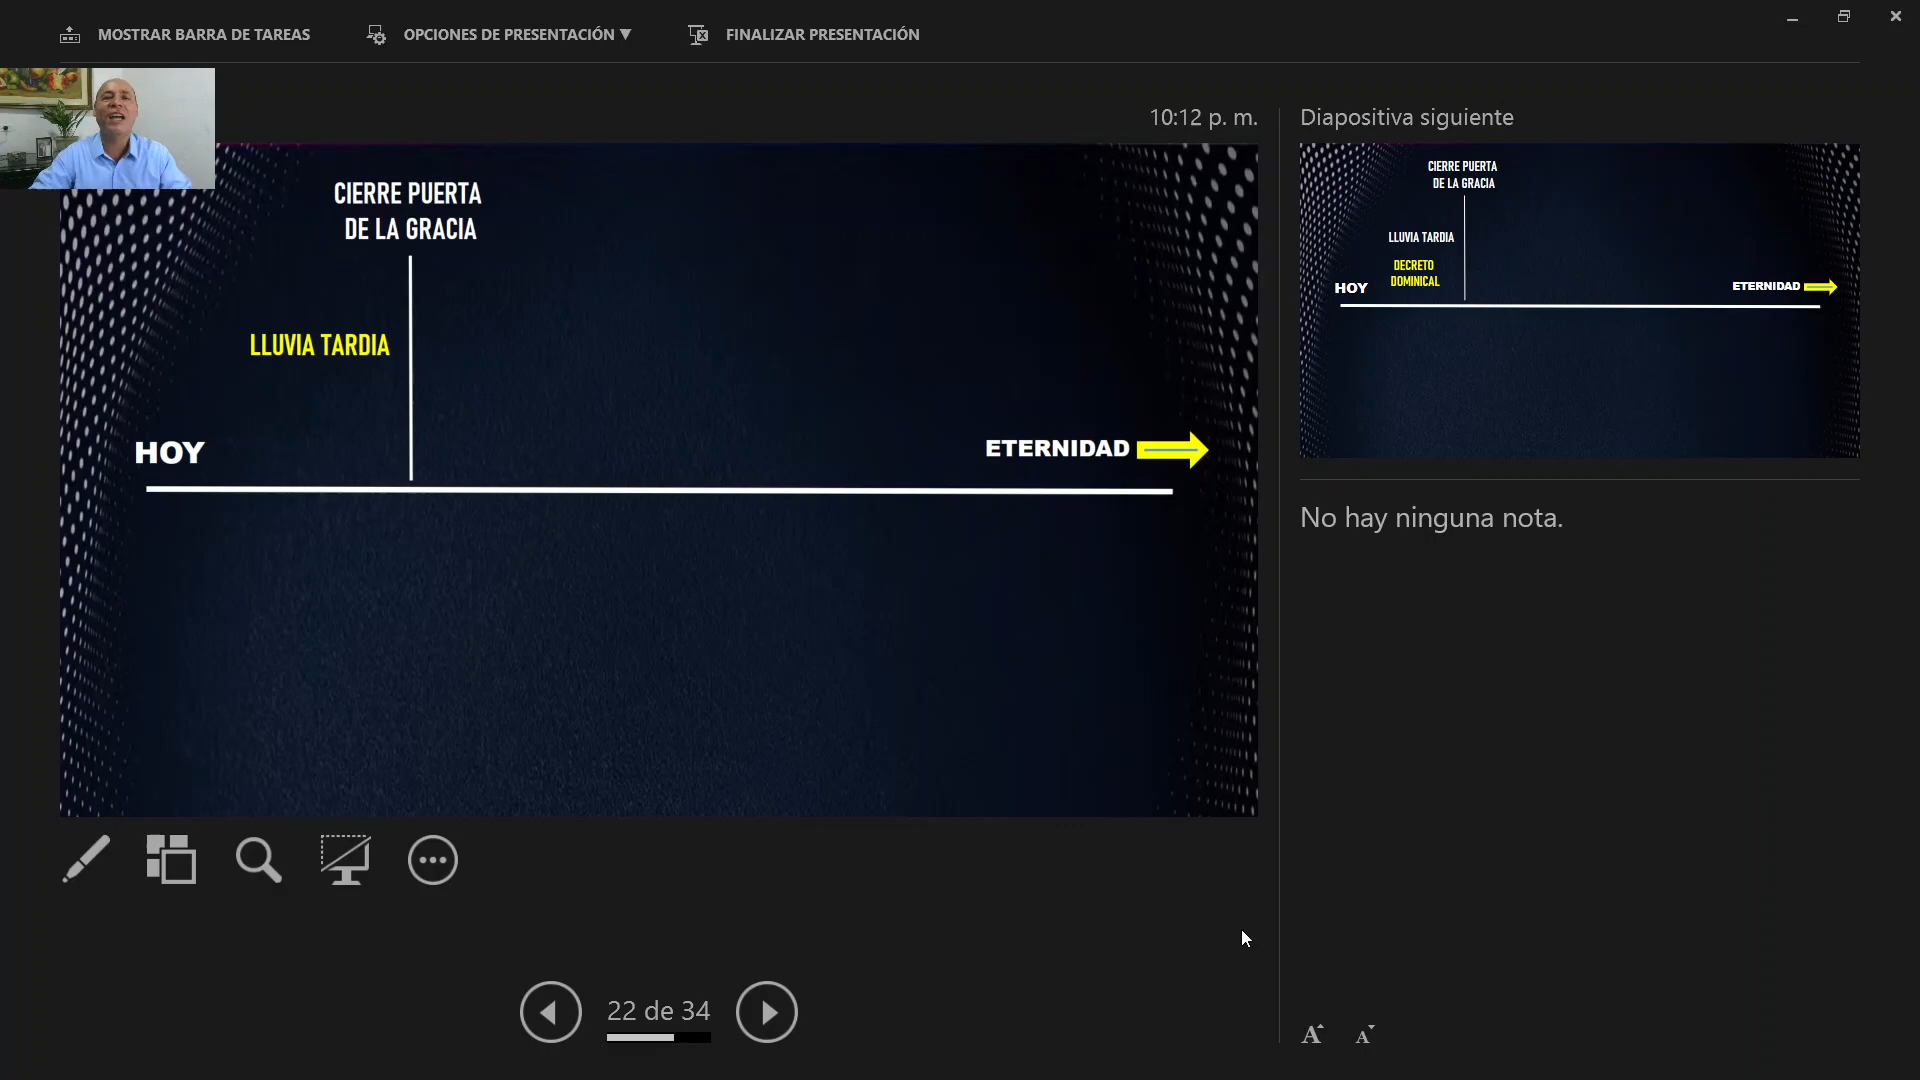 MOSTRAR BARRA DE TAREAS
OPCIONES DE PRESENTACIÓN ▼
FINALIZAR PRESENTACIÓN
10:12 p. m.
CIERRE PUERTA
DE LA GRACIA
LLUVIA TARDIA
HOY
ETERNIDAD
22 de 34
Diapositiva siguiente
CIERRE PUERTA
DE LA GRACIA
LLUVIA TARDIA
DECRETO
DOMINICAL
HOY
ETERNIDAD
No hay ninguna nota.
A
A